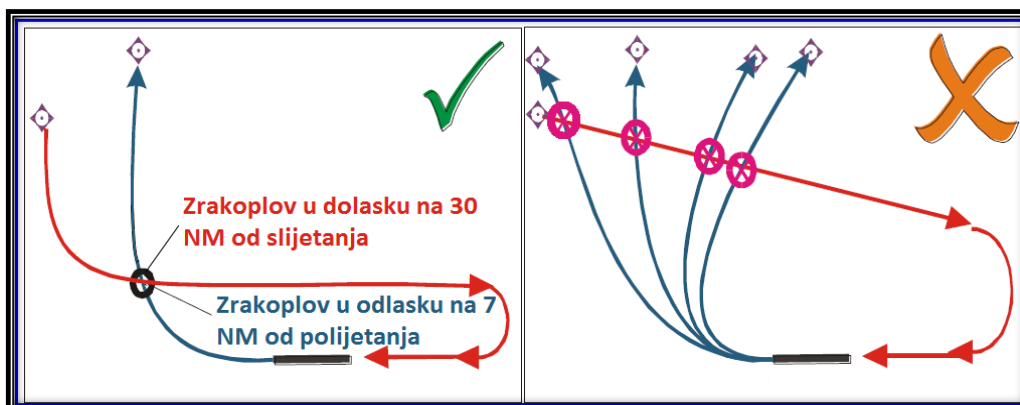 Zrakoplov u dolasku na 30
NM od slijetanja
Zrakoplov u odlasku na 7
NM od polijetanja